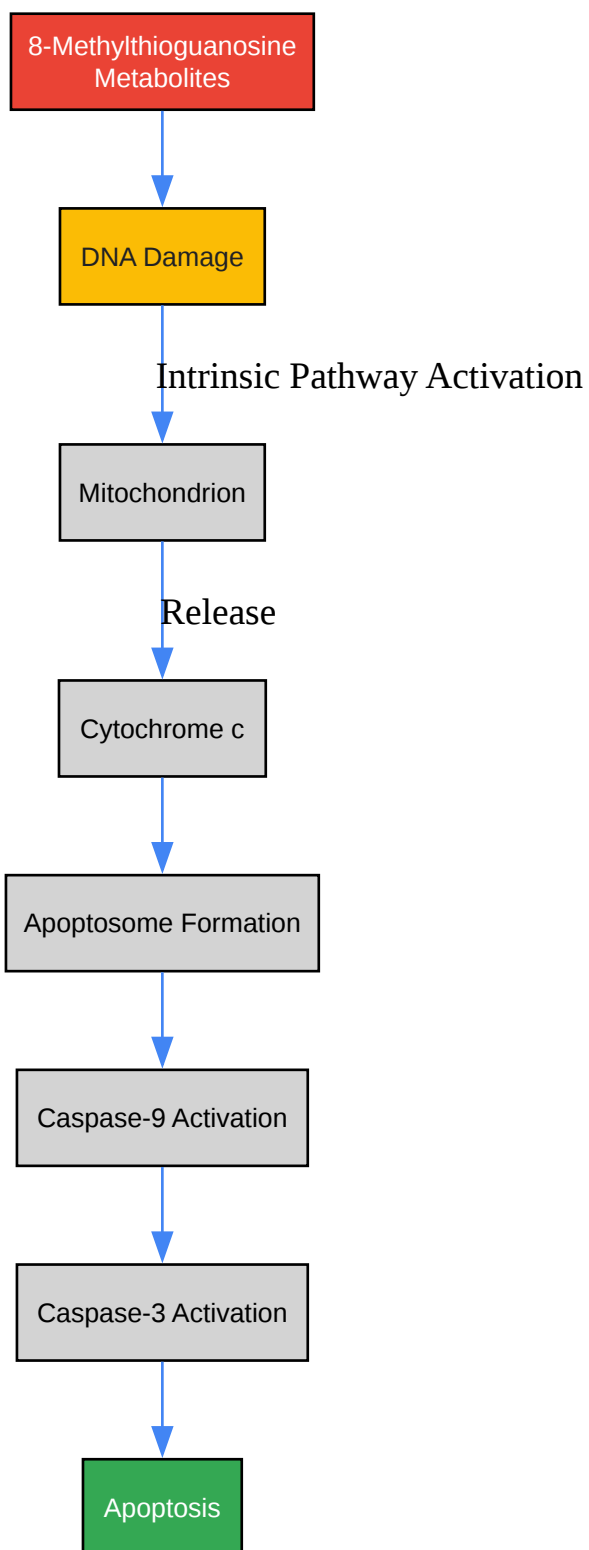 8-Methylthioguanosine
Metabolites
DNA Damage
Intrinsic Pathway Activation
Mitochondrion
Release
Cytochrome c
Apoptosome Formation
Caspase-9 Activation
Caspase-3 Activation
Apoptosis